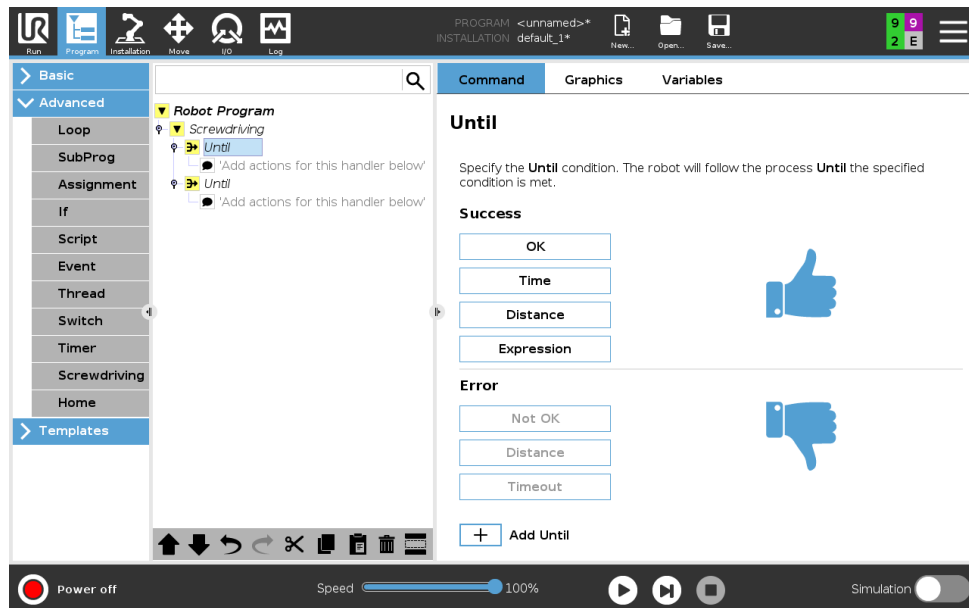 PROGRAM <unnamed>*
INSTALLATION default_1*
Run
Program
Installation
Move
I/O
Log
New...
Open...
Save...
9 9
2 E
Basic
Advanced
Loop
SubProg
Assignment
If
Script
Event
Thread
Switch
Timer
Screwdriving
Home
Templates
Robot Program
Screwdriving
Until
'Add actions for this handler below'
Until
'Add actions for this handler below'
Command Graphics Variables
Until
Specify the Until condition. The robot will follow the process Until the specified
condition is met.
Success
OK
Time
Distance
Expression
Error
Not OK
Distance
Timeout
Add Until
Power off
Speed 100%
Simulation